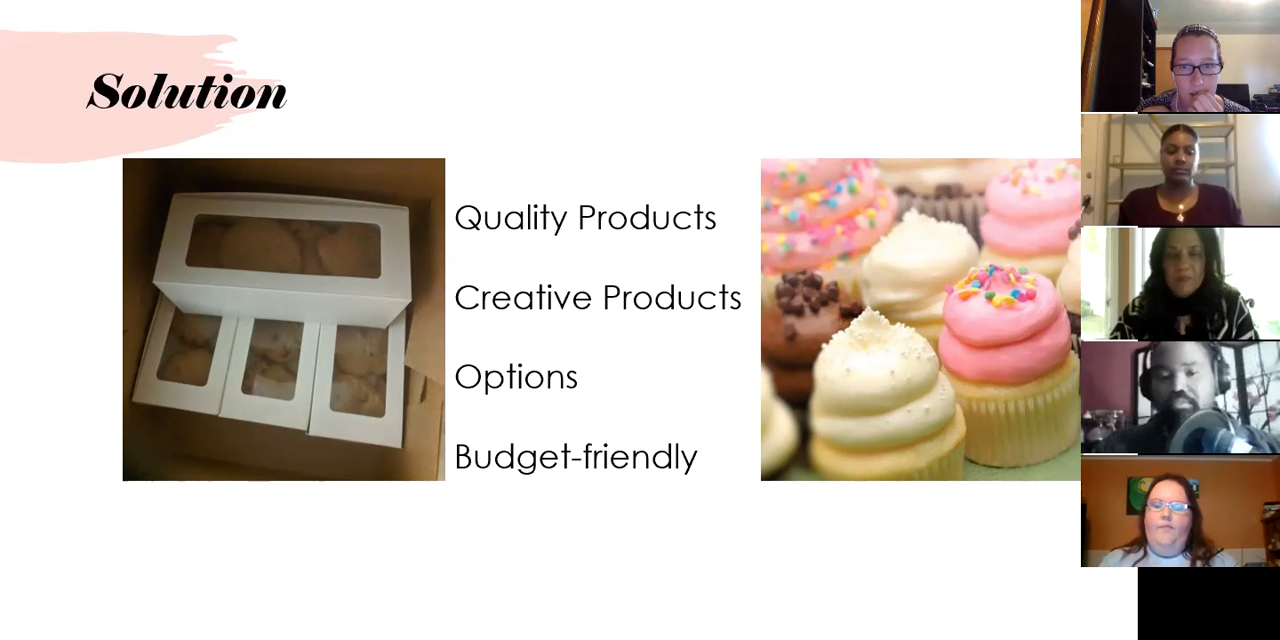 Solution
Quality Products
Creative Products
Options
Budget-friendly